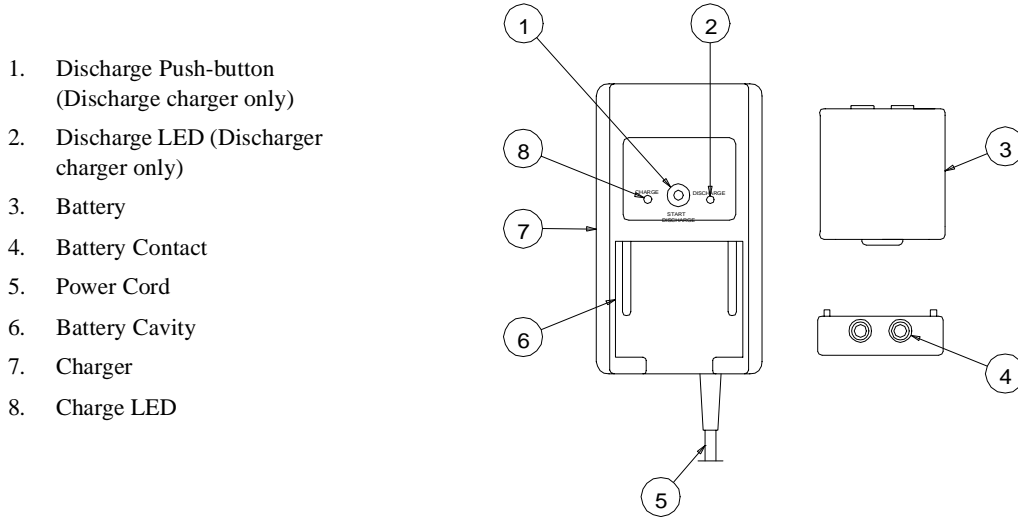 1. Discharge Push-button
(Discharge charger only)
2. Discharge LED (Discharger
charger only)
3. Battery
4. Battery Contact
5. Power Cord
6. Battery Cavity
7. Charger
8. Charge LED
1
2
8
3
CHARGE
DISCHARGE
START
DISCHARGE
7
6
4
5